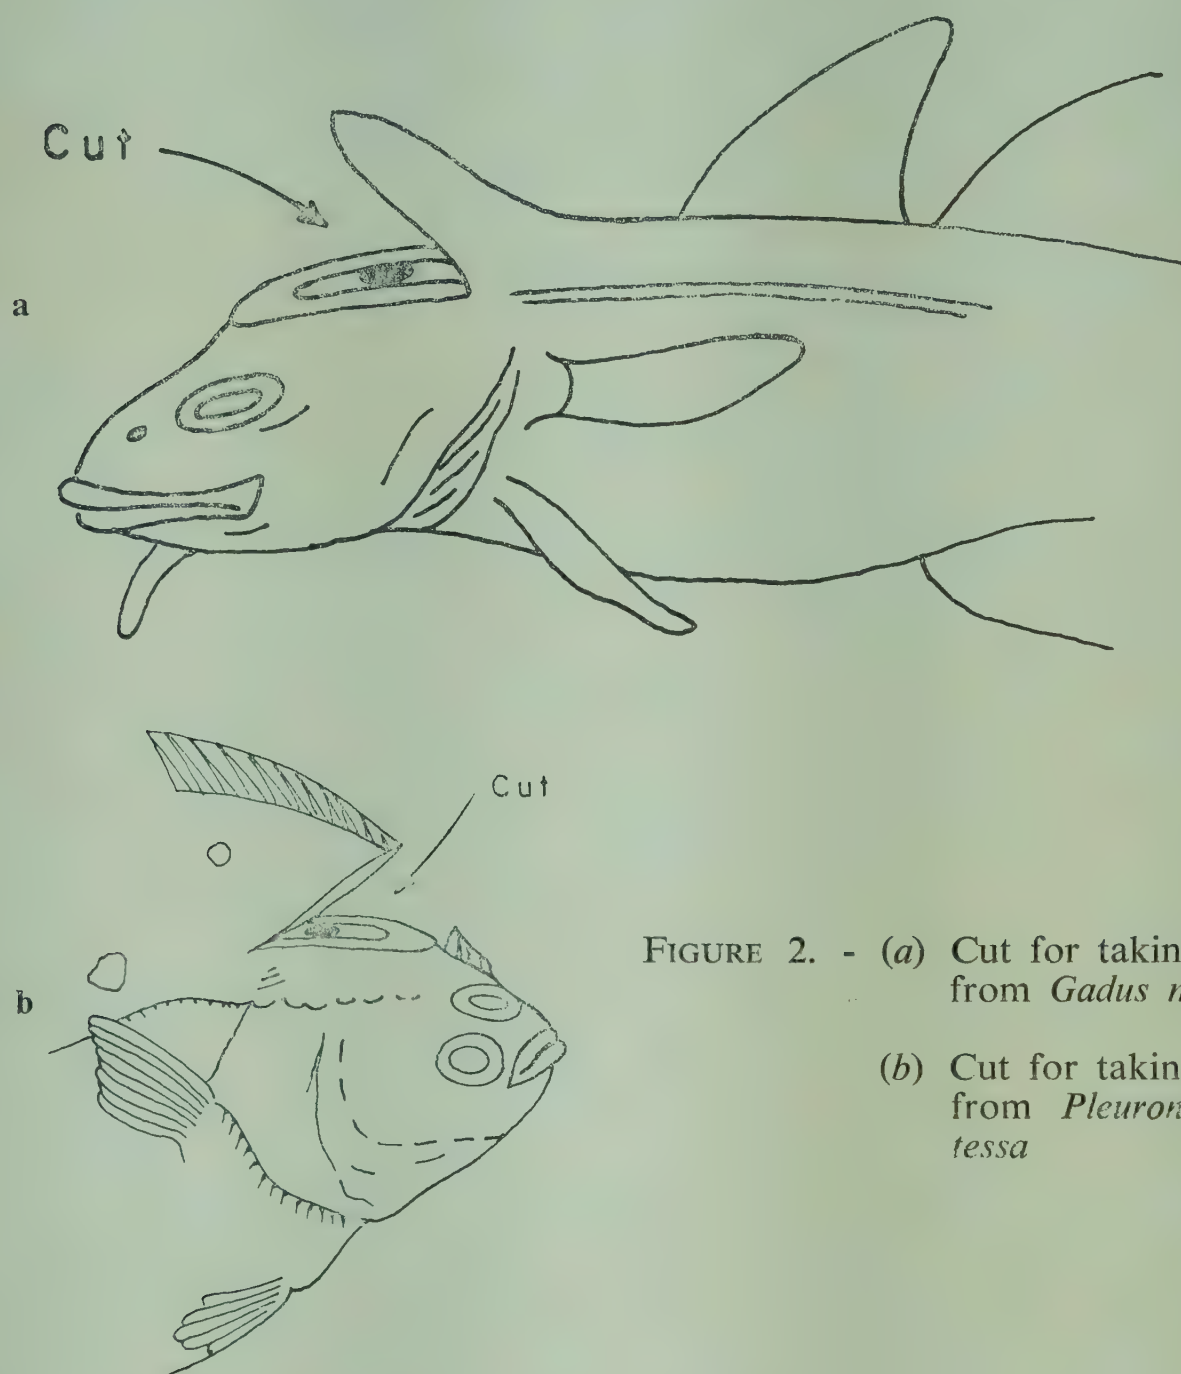 Cut
a
Cut
b
FIGURE 2. - (a) Cut for takin
from Gadus n
(b) Cut for takin
from Pleuron
tessa